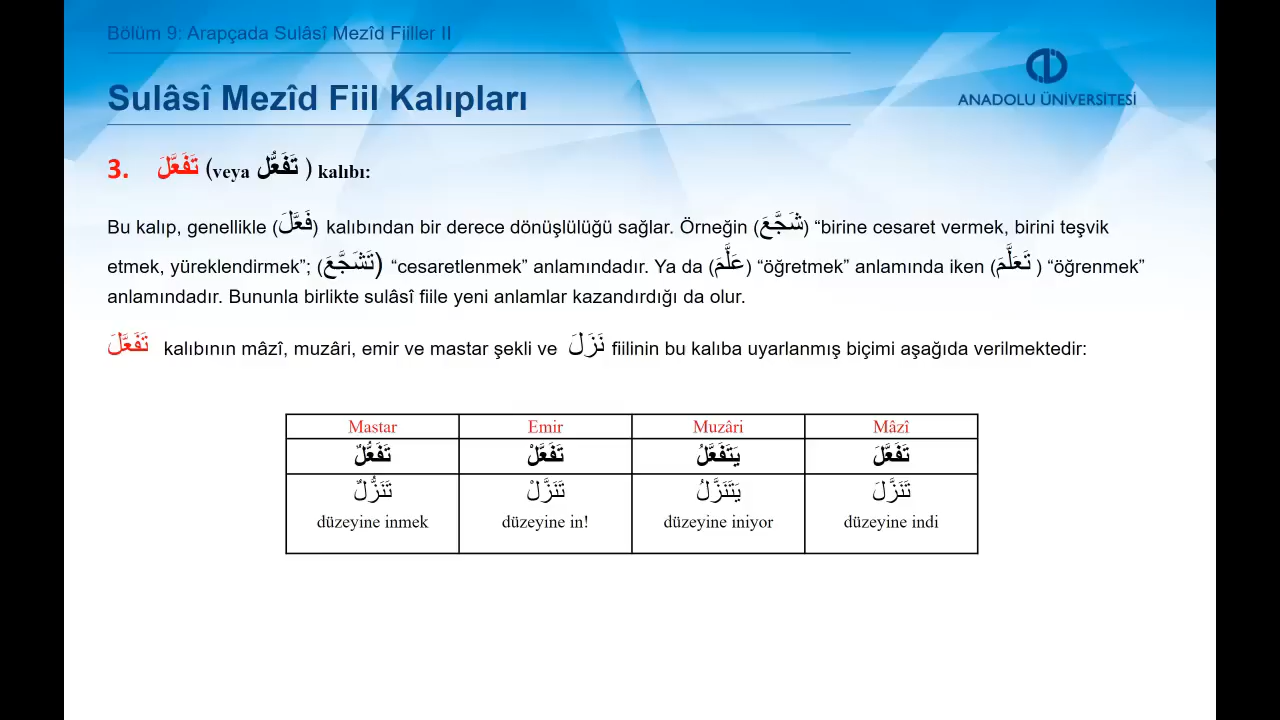 Bölüm 9: Arapçada Sulâsî Mezîd Fiiller II
Sulâsî Mezîd Fiil Kalıpları
ANADOLU ÜNİVERSİTESİ
3. تَفَعَّلَ (veya تَفَعُّل ) kalıbı:
Bu kalıp, genellikle (فَعَّلَ) kalıbından bir derece dönüşlülüğü sağlar. Örneğin (شَجَّعَ) “birine cesaret vermek, birini teşvik
etmek, yüreklendirmek”; (تَشَجَّعَ) “cesaretlenmek” anlamındadır. Ya da (عَلَّمَ) “öğretmek” anlamında iken (تَعَلَّمَ ) “öğrenmek”
anlamındadır. Bununla birlikte sulâsî fiile yeni anlamlar kazandırdığı da olur.
تَفَعَّلَ kalıbının mâzî, muzâri, emir ve mastar şekli ve نَزَلَ fiilinin bu kalıba uyarlanmış biçimi aşağıda verilmektedir:
Mastar Emir Muzâri Mâzî
تَفَعُّلٌ تَفَعَّلْ يَتَفَعَّلُ تَفَعَّلَ
تَنَزُّلٌ تَنَزَّلْ يَتَنَزَّلُ تَنَزَّلَ
düzeyine inmek düzeyine in! düzeyine iniyor düzeyine indi